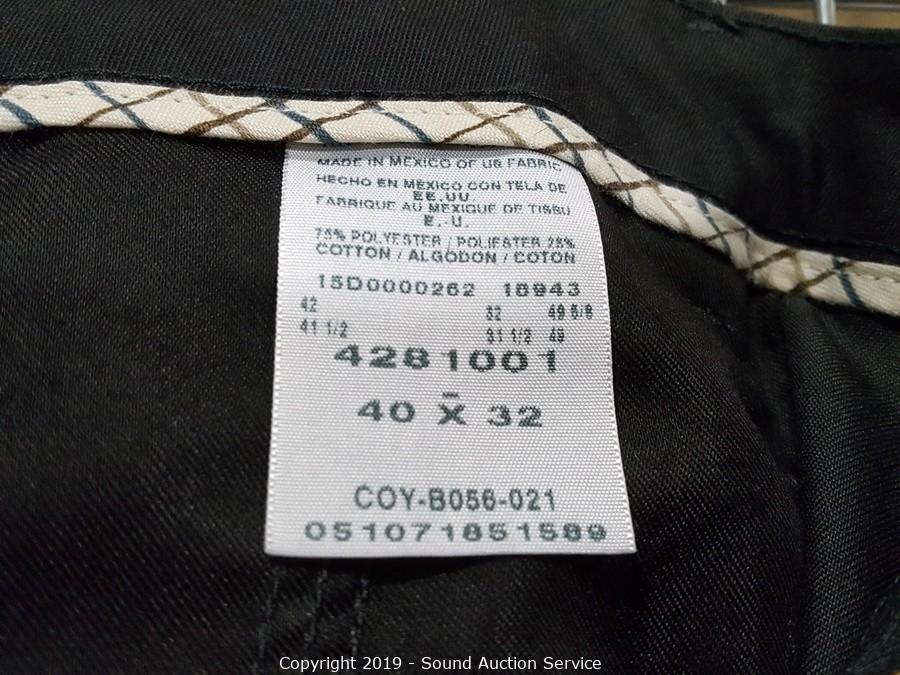 MADE IN MEXICO OF US FABRIC
HECHO EN MEXICO CON TELA DE
EE.UU
FABRIQUE AU MEXIQUE DE TISSU
E.-U.
75% POLYESTER / POLIESTER 25%
COTTON / ALGODON / COTON
15D0000262 16943
42 32 49 5/8
41 1/2 31 1/2 49
4281001
-
40 X 32
COY-B056-021
051071851589
Copyright 2019 - Sound Auction Service